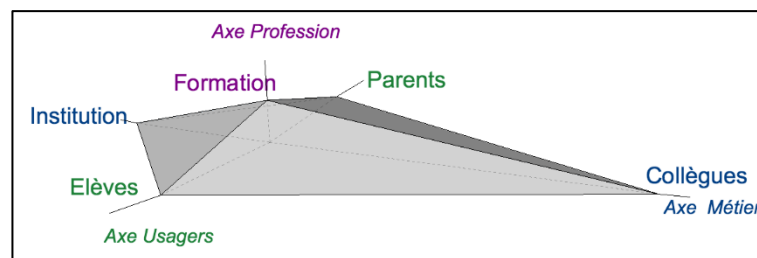 Axe Profession
Formation
Parents
Institution
Collègues
Elèves
Axe Métier
Axe Usagers